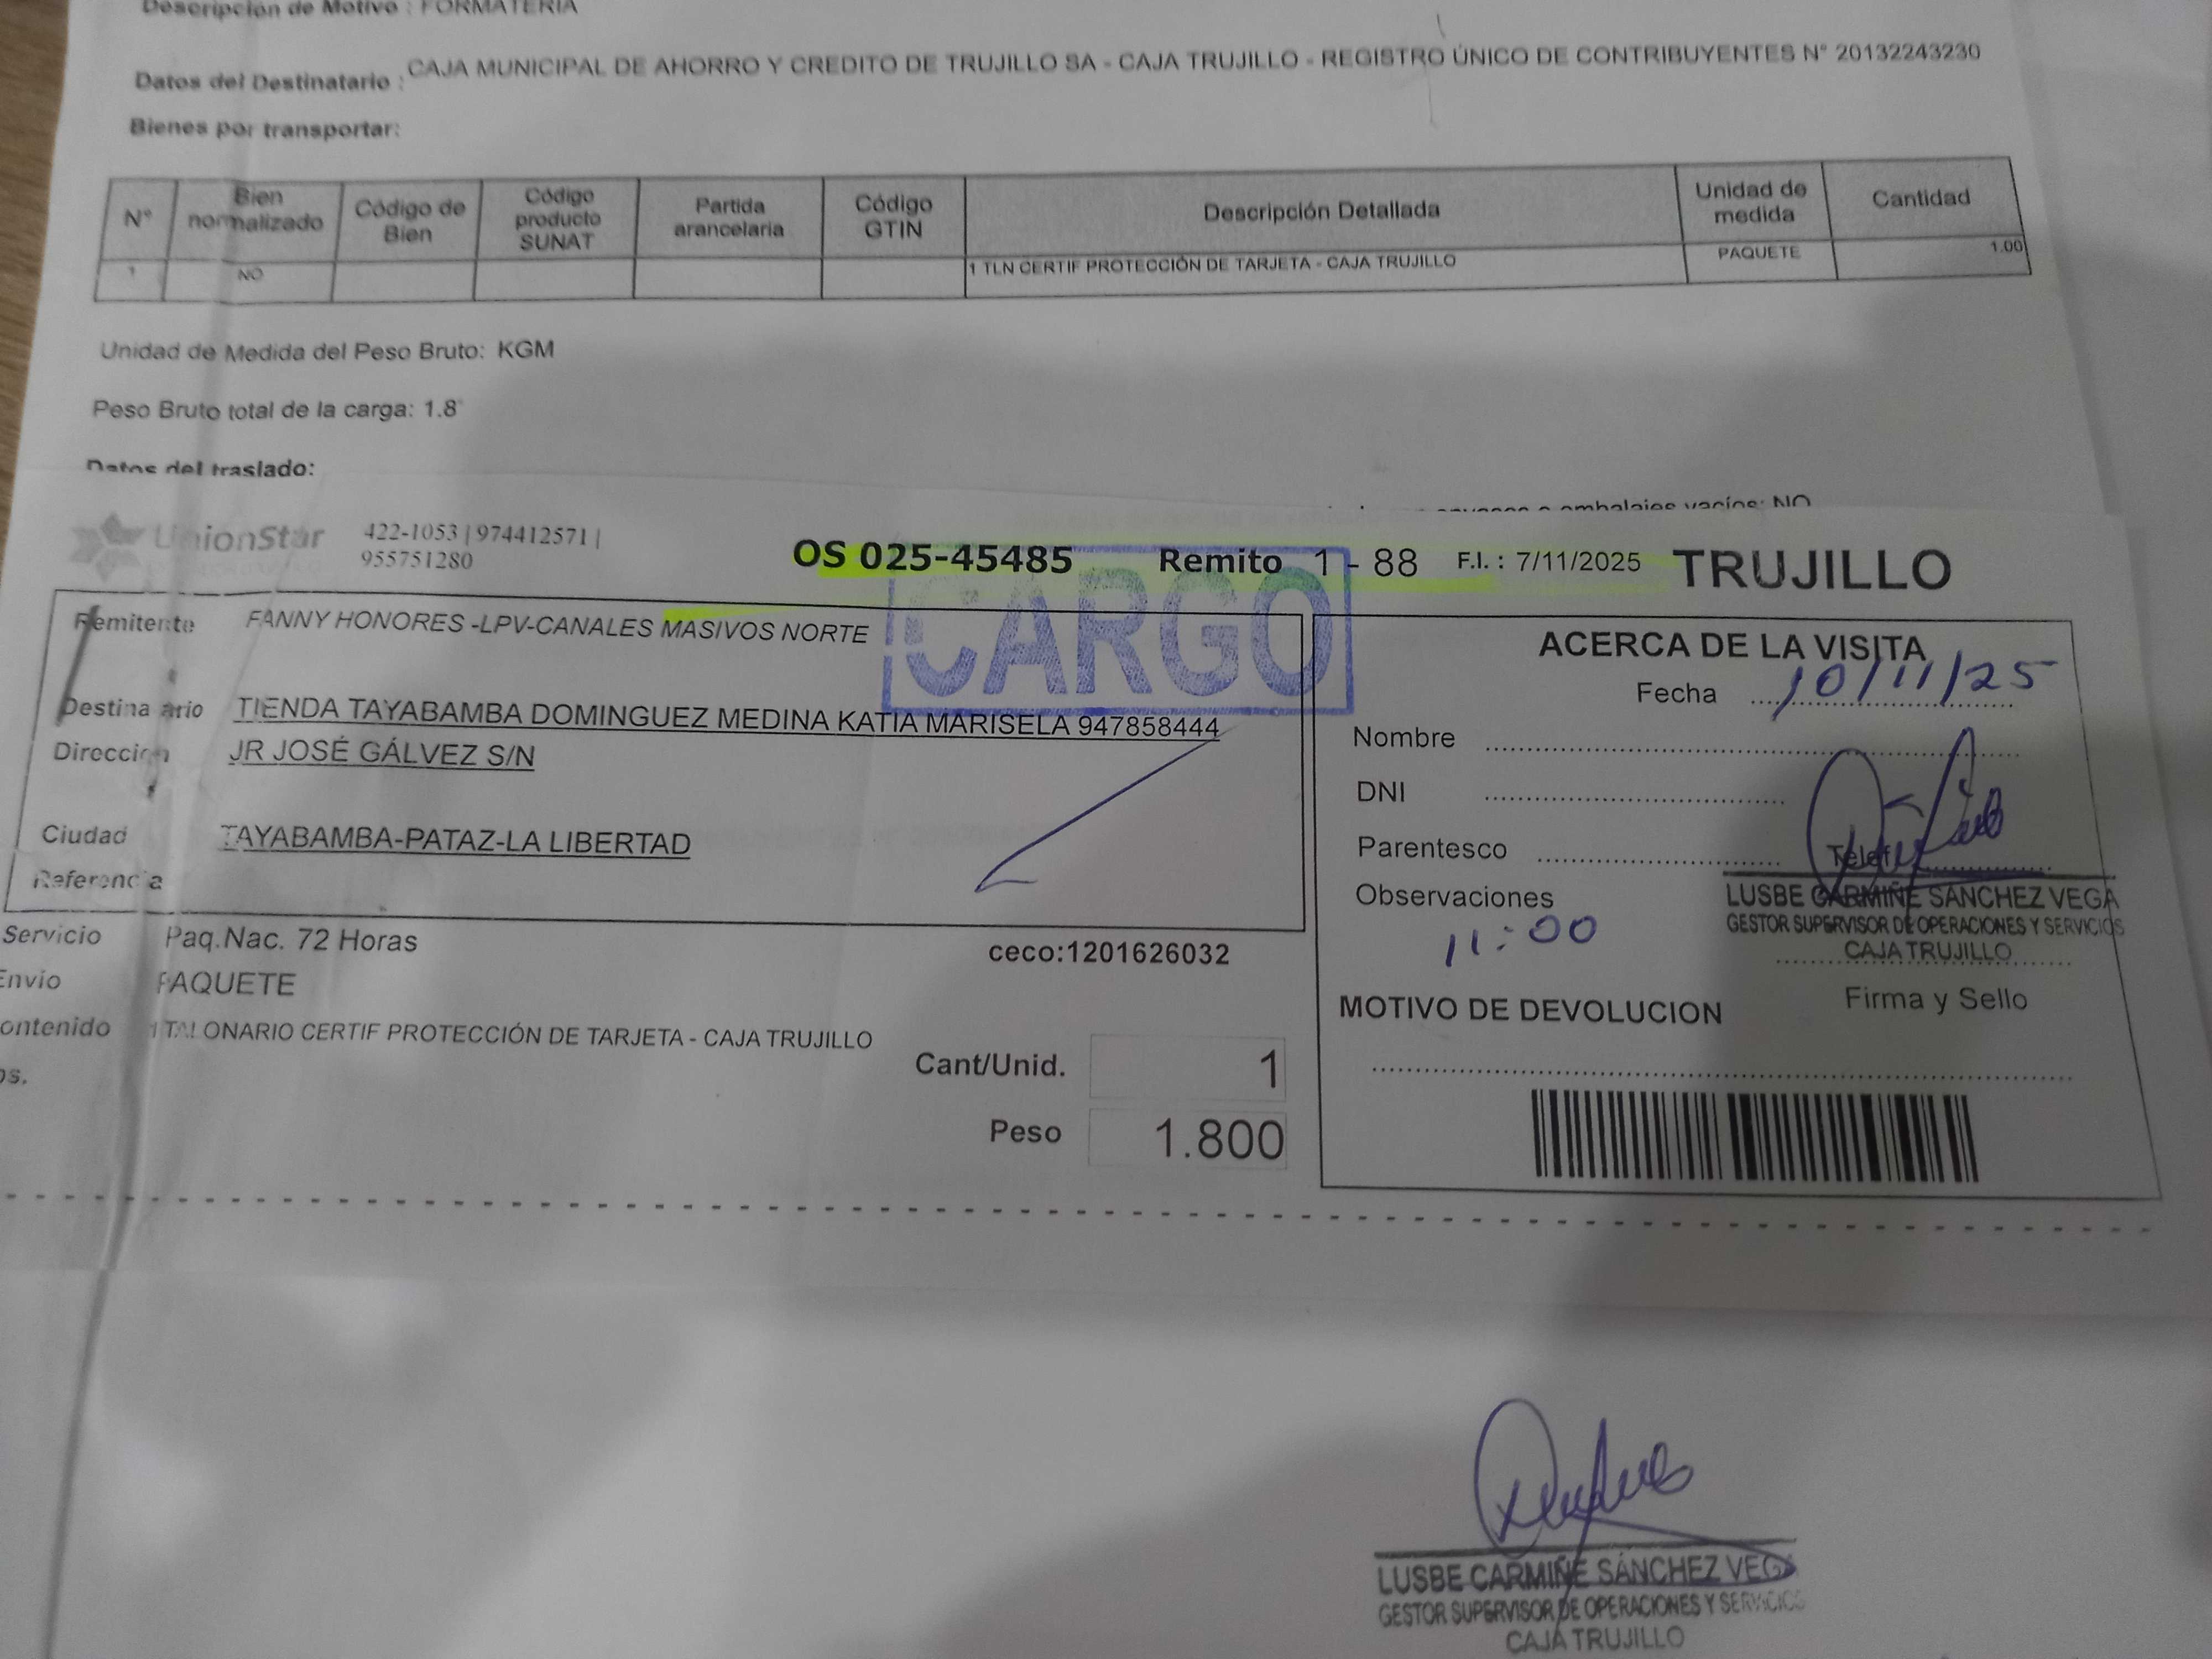 Descripción de Motivo : FORMATERIA
Datos del Destinatario : CAJA MUNICIPAL DE AHORRO Y CREDITO DE TRUJILLO SA - CAJA TRUJILLO - REGISTRO ÚNICO DE CONTRIBUYENTES N° 20132243230
Bienes por transportar:
N° Bien normalizado Código de Bien Código producto SUNAT Partida arancelaria Código GTIN Descripción Detallada Unidad de medida Cantidad
1 NO 1 TLN CERTIF PROTECCIÓN DE TARJETA - CAJA TRUJILLO PAQUETE 1.00
Unidad de Medida del Peso Bruto: KGM
Peso Bruto total de la carga: 1.8
Datos del traslado:
embalajes vacíos: NO
UnionStar 422-1053 | 974412571 |
955751280
OS 025-45485 Remito 1 - 88 F.I. : 7/11/2025 TRUJILLO
CARGO
Remitente FANNY HONORES -LPV-CANALES MASIVOS NORTE
Destinatario TIENDA TAYABAMBA DOMINGUEZ MEDINA KATIA MARISELA 947858444
Dirección JR JOSÉ GÁLVEZ S/N
Ciudad TAYABAMBA-PATAZ-LA LIBERTAD
Referencia
Servicio Paq.Nac. 72 Horas
ceco:1201626032
Envio PAQUETE
ontenido 1 TALONARIO CERTIF PROTECCIÓN DE TARJETA - CAJA TRUJILLO
os.
Cant/Unid. 1
Peso 1.800
ACERCA DE LA VISITA
Fecha 10/11/25
Nombre
DNI
Parentesco Telef
Observaciones
11:00
LUSBE CARMIÑE SÁNCHEZ VEGA
GESTOR SUPERVISOR DE OPERACIONES Y SERVICIOS
CAJA TRUJILLO
Firma y Sello
MOTIVO DE DEVOLUCION
LUSBE CARMIÑE SÁNCHEZ VEGA
GESTOR SUPERVISOR DE OPERACIONES Y SERVICIOS
CAJA TRUJILLO